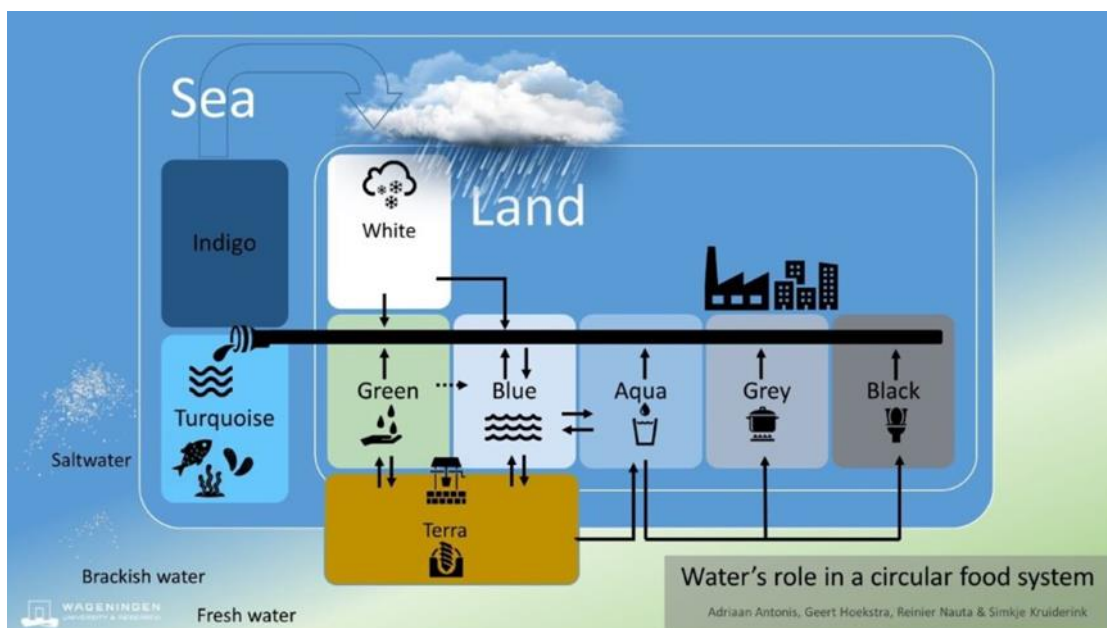 Sea
Land
Indigo
White
Green
Blue
Aqua
Grey
Black
Turquoise
Saltwater
Terra
Brackish water
Fresh water
Water's role in a circular food system
Adriaan Antonis, Geert Hoekstra, Reinier Nauta & Simkje Kruiderink
WAGENINGEN
UNIVERSITY & RESEARCH